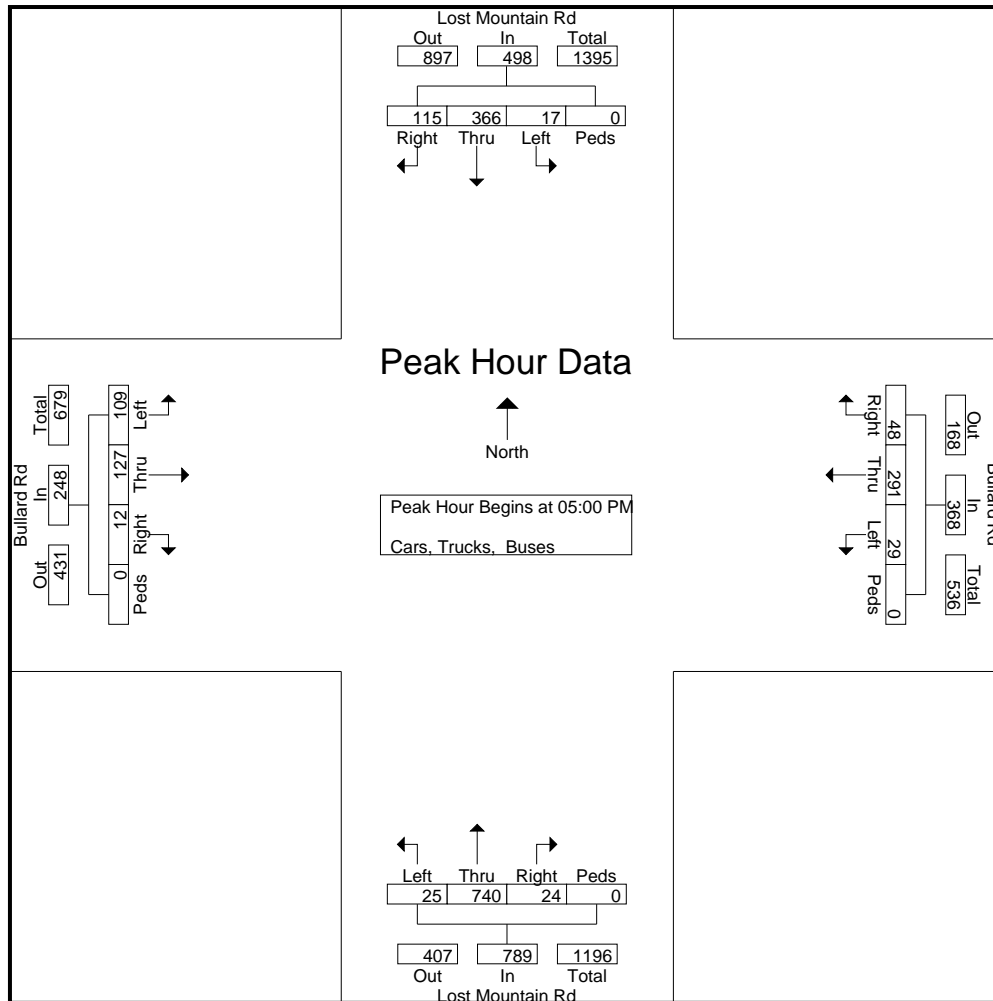 Lost Mountain Rd
Out In Total
897 498 1395
115 366 17 0
Right Thru Left Peds
Peak Hour Data
North
Peak Hour Begins at 05:00 PM
Cars, Trucks, Buses
Bullard Rd
Out In Total
431 248 679
Left Thru Right Peds
109 127 12 0
Right Thru Left Peds
48 291 29 0
Out In Total
168 368 536
Bullard Rd
Left Thru Right Peds
25 740 24 0
407 789 1196
Out In Total
Lost Mountain Rd